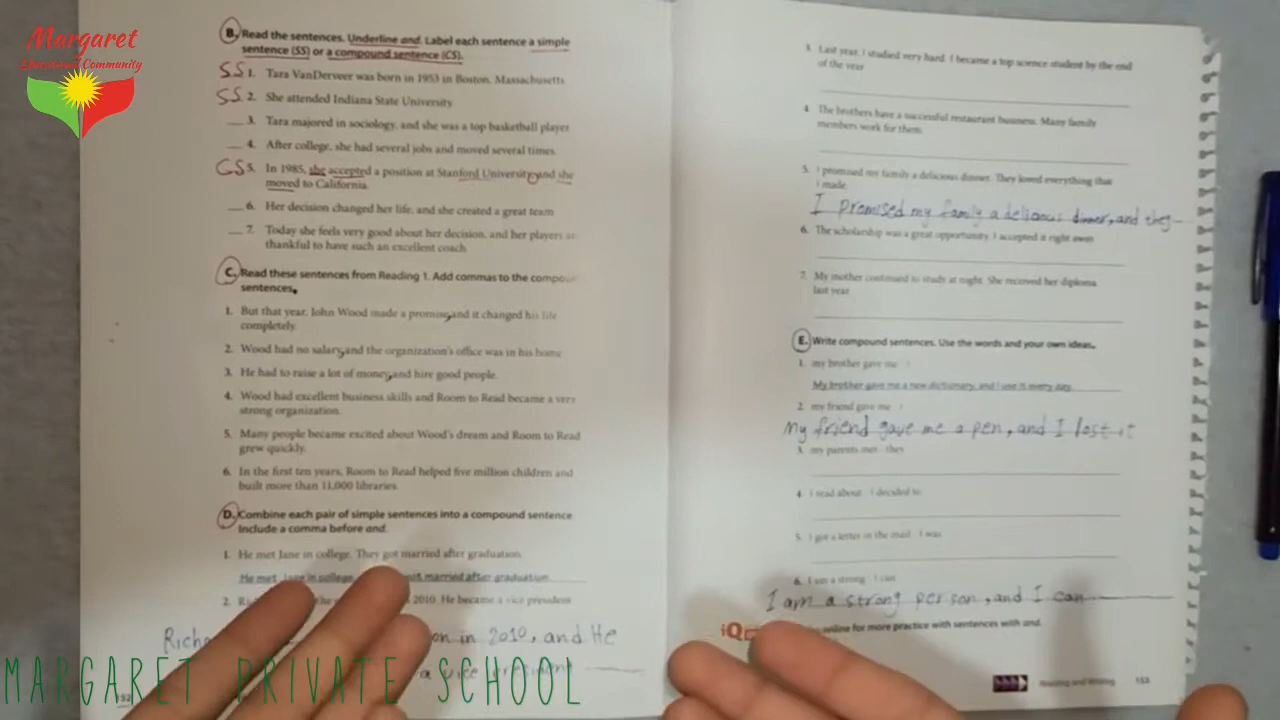 Margaret
Educational Community
B. Read the sentences. Underline and. Label each sentence a simple
sentence (SS) or a compound sentence (CS).
SS 1. Tara VanDerveer was born in 1953 in Boston, Massachusetts.
SS 2. She attended Indiana State University
3. Tara majored in sociology, and she was a top basketball player
4. After college, she had several jobs and moved several times.
CS 5. In 1985, she accepted a position at Stanford University, and she
moved to California.
6. Her decision changed her life, and she created a great team
7. Today she feels very good about her decision, and her players
thankful to have such an excellent coach
C. Read these sentences from Reading 1. Add commas to the
sentences.
1. But that year, John Wood made a promise, and it changed his life
completely.
2. Wood had no salary, and the organization's office was in his home
3. He had to raise a lot of money, and hire good people.
4. Wood had excellent business skills and Room to Read became a very
strong organization.
5. Many people became excited about Wood's dream and Room to Read
grew quickly.
6. In the first ten years, Room to Read helped five million children and
built more than 11,000 libraries.
D. Combine each pair of simple sentences into a compound sentence
Include a comma before and.
1. He met Jane in college. They got married after graduation.
He met Jane in college married after graduation
2. 2010. He became a vice president
in 2010, and He
a vice president
MARGARET PRIVATE SCHOOL
152
3. Last year, I studied very hard. I became a top science student by the end
of the year
4. The brothers have a successful restaurant business. Many family
members work for them
5. I promised my family a delicious dinner. They loved everything that
I made.
I promised my family a delicious dinner, and they
6. The scholarship was a great opportunity. I accepted it right away
7. My mother continued to study at night. She received her diploma
last year.
E. Write compound sentences. Use the words and your own ideas.
1. my brother gave me I
My brother gave me a new dictionary, and I use it every day.
2. my friend gave me I
My friend gave me a pen, and I lost it
3. my parents met they
4. I read about I decided to
5. I got a letter in the mail I was
6. I am a strong I can
I am a strong person, and I can
iQ online for more practice with sentences with and.
Reading and Writing 153